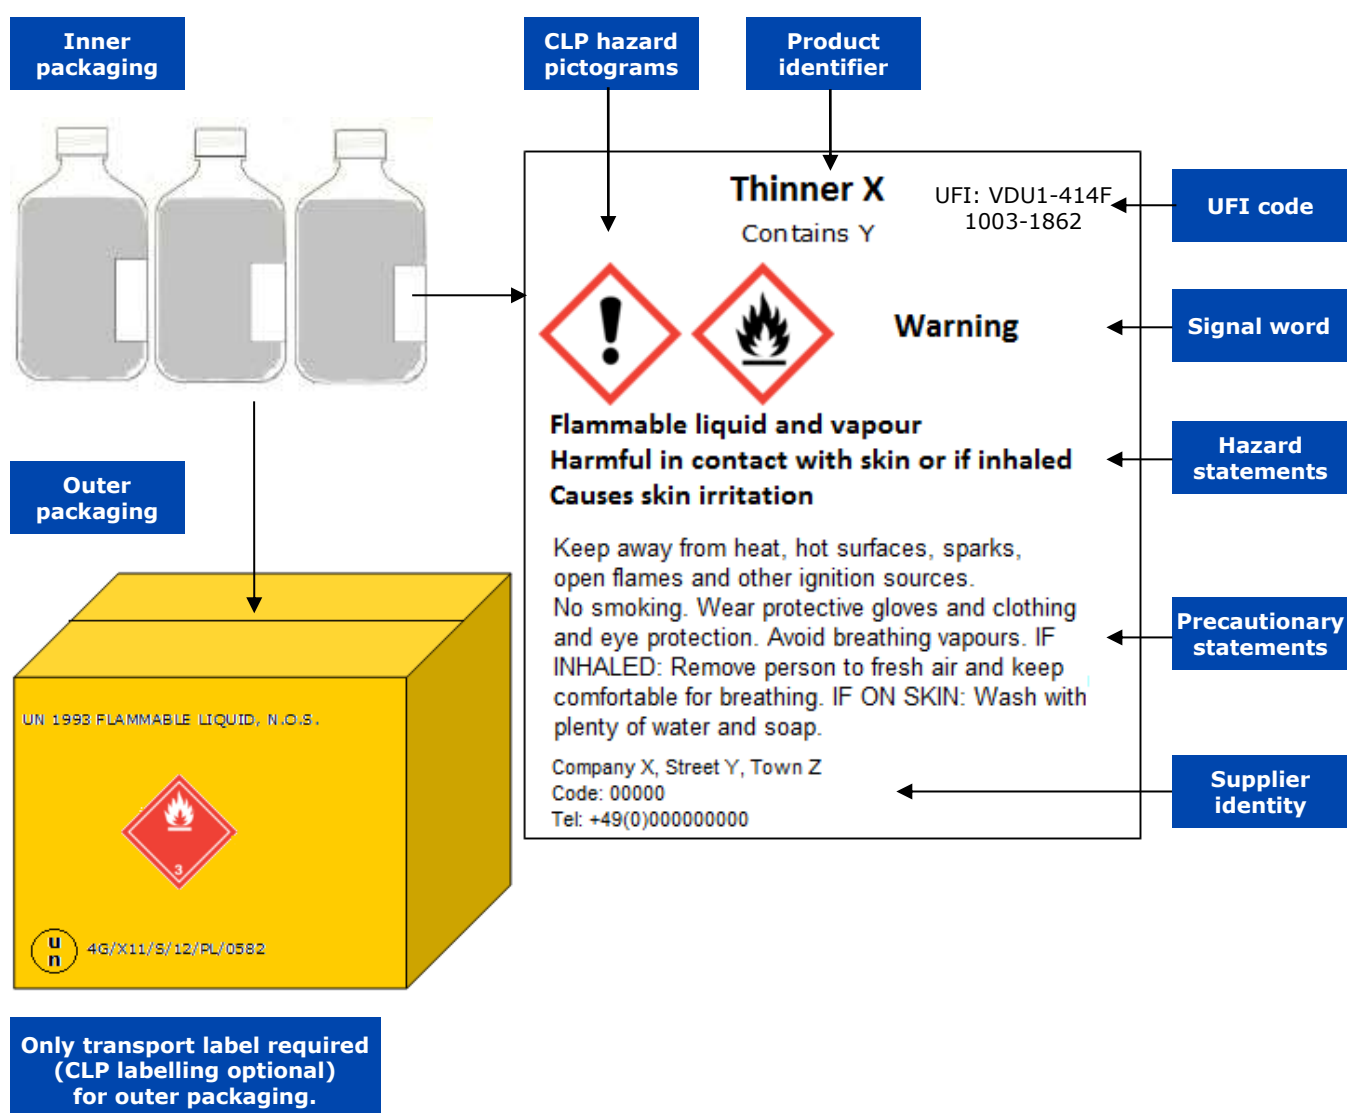 Inner
packaging
CLP hazard
pictograms
Product
identifier
Thinner X
Contains Y
UFI: VDU1-414F
1003-1862
UFI code
Warning
Signal word
Flammable liquid and vapour
Harmful in contact with skin or if inhaled
Causes skin irritation
Hazard
statements
Outer
packaging
Keep away from heat, hot surfaces, sparks,
open flames and other ignition sources.
No smoking. Wear protective gloves and clothing
and eye protection. Avoid breathing vapours. IF
INHALED: Remove person to fresh air and keep
comfortable for breathing. IF ON SKIN: Wash with
plenty of water and soap.
Precautionary
statements
Company X, Street Y, Town Z
Code: 00000
Tel: +49(0)000000000
Supplier
identity
UN 1993 FLAMMABLE LIQUID, N.O.S.
3
u
n
4G/X11/S/12/PL/0582
Only transport label required
(CLP labelling optional)
for outer packaging.